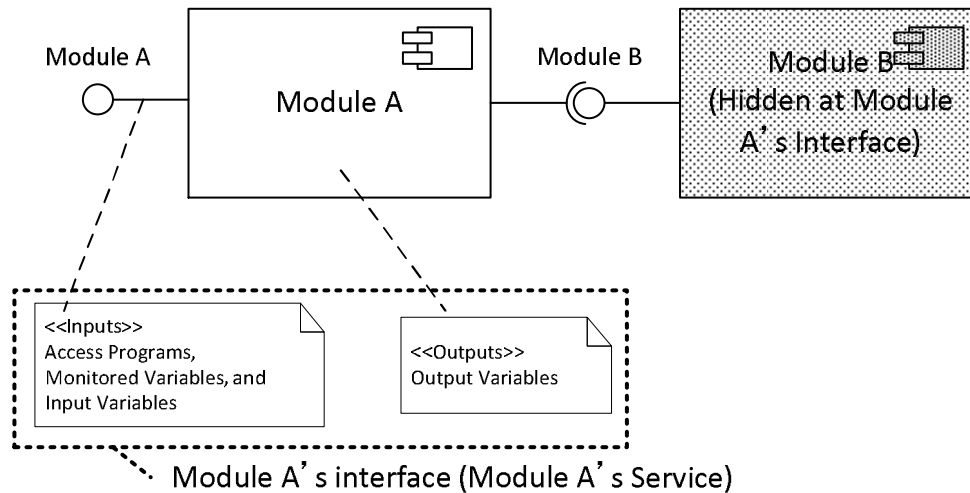 Module A
Module A
Module B
Module B
(Hidden at Module
A’s Interface)
<<Inputs>>
Access Programs,
Monitored Variables, and
Input Variables
<<Outputs>>
Output Variables
Module A’s interface (Module A’s Service)